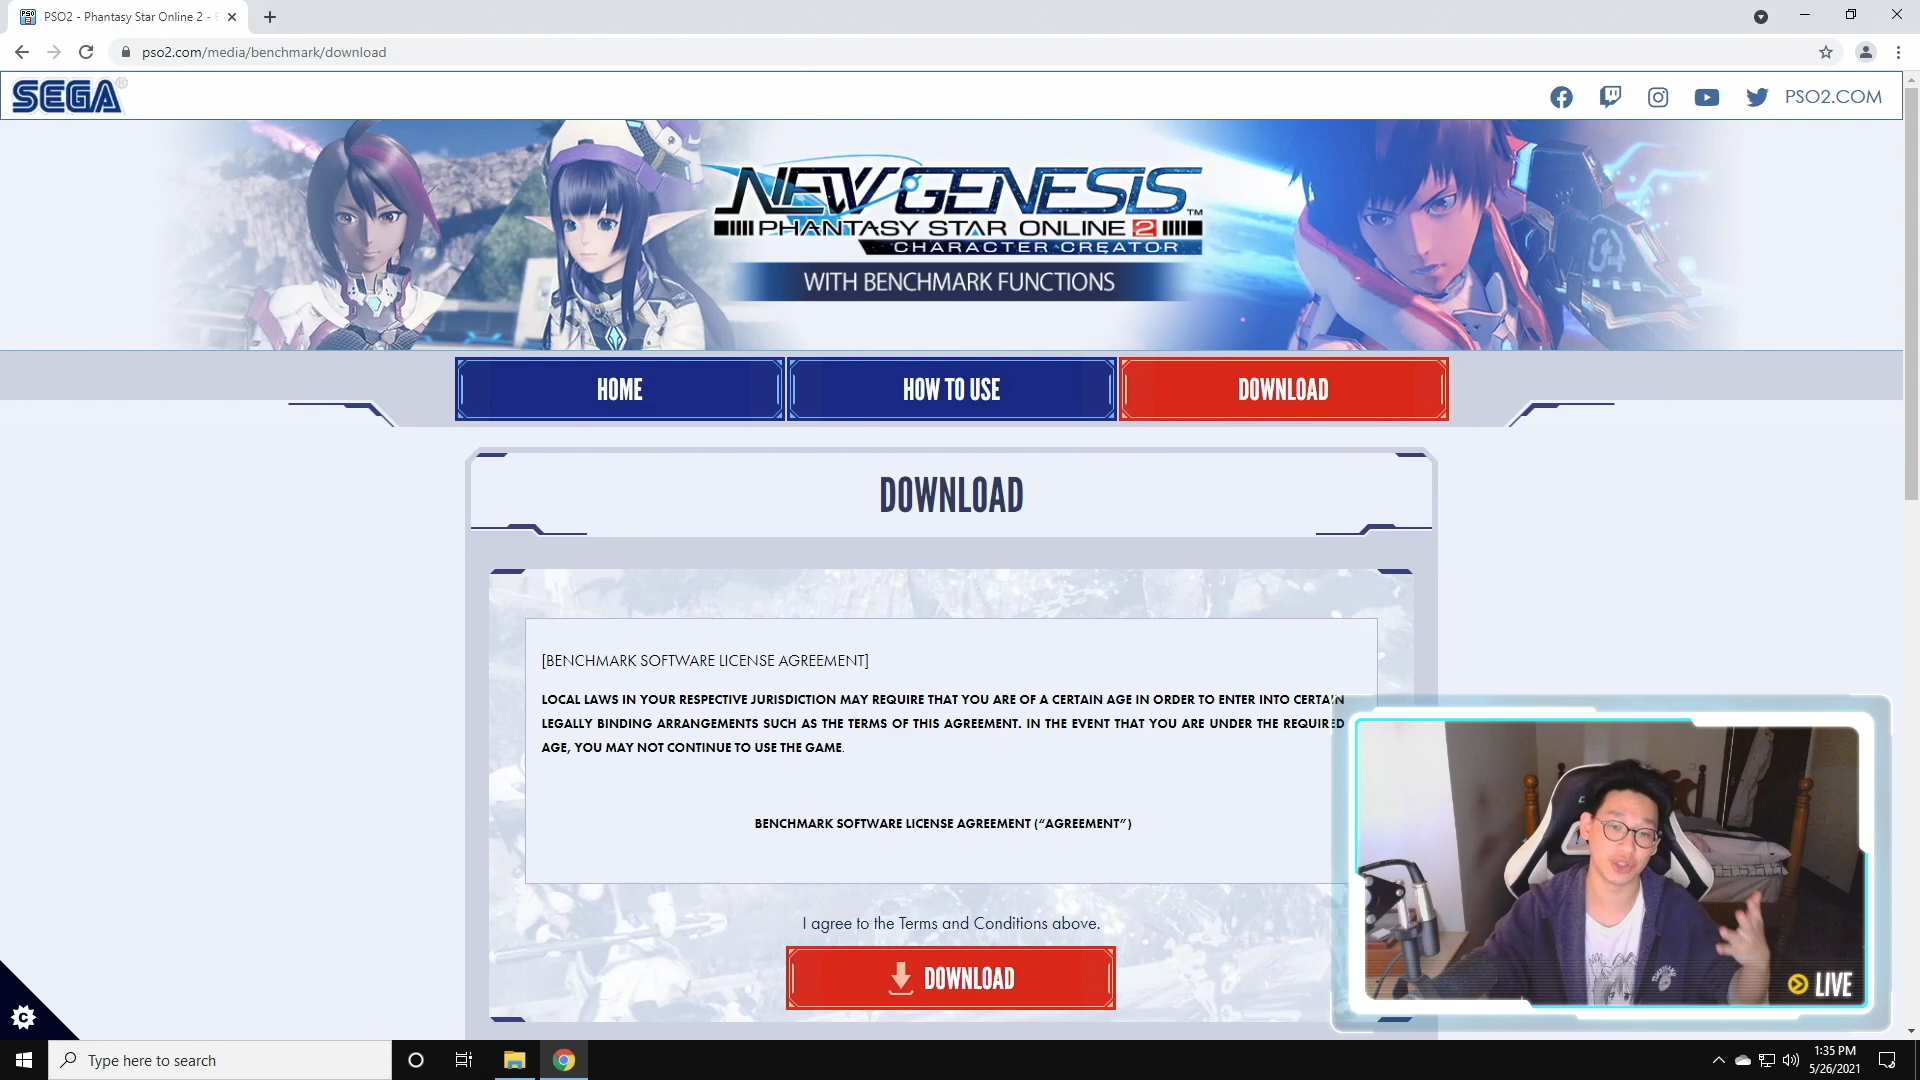 PSO2 - Phantasy Star Online 2 -
pso2.com/media/benchmark/download
SEGA®
PSO2.COM
NEW GENESIS™
PHANTASY STAR ONLINE 2
CHARACTER CREATOR
WITH BENCHMARK FUNCTIONS
04
HOME
HOW TO USE
DOWNLOAD
DOWNLOAD
[BENCHMARK SOFTWARE LICENSE AGREEMENT]
LOCAL LAWS IN YOUR RESPECTIVE JURISDICTION MAY REQUIRE THAT YOU ARE OF A CERTAIN AGE IN ORDER TO ENTER INTO CERTAIN
LEGALLY BINDING ARRANGEMENTS SUCH AS THE TERMS OF THIS AGREEMENT. IN THE EVENT THAT YOU ARE UNDER THE REQUIRED
AGE, YOU MAY NOT CONTINUE TO USE THE GAME.
BENCHMARK SOFTWARE LICENSE AGREEMENT (“AGREEMENT”)
I agree to the Terms and Conditions above.
DOWNLOAD
LIVE
Type here to search
1:35 PM
5/26/2021